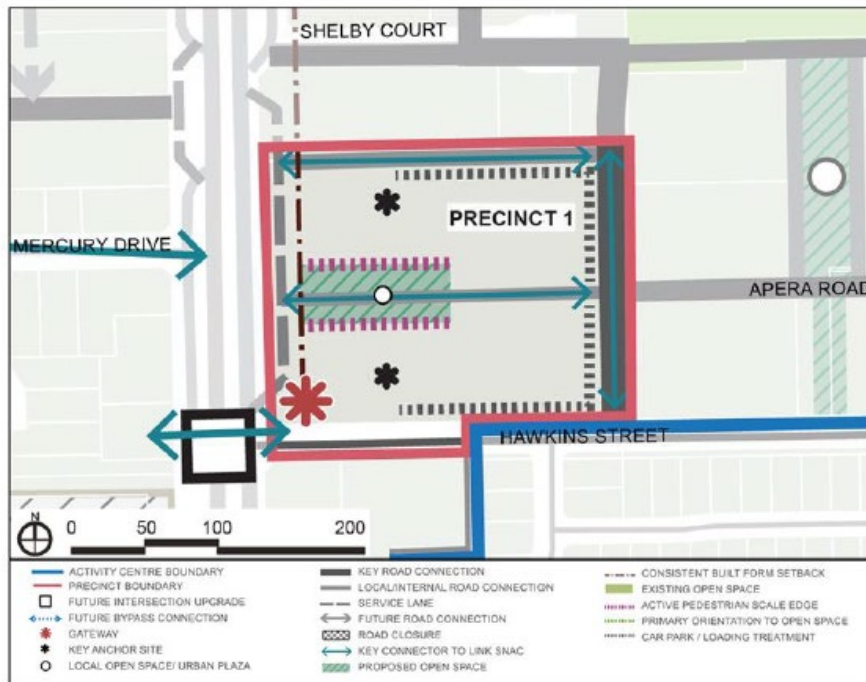 SHELBY COURT
PRECINCT 1
MERCURY DRIVE
APERA ROAD
HAWKINS STREET
N
0 50 100 200
ACTIVITY CENTRE BOUNDARY
PRECINCT BOUNDARY
FUTURE INTERSECTION UPGRADE
FUTURE BYPASS CONNECTION
GATEWAY
KEY ANCHOR SITE
LOCAL OPEN SPACE/ URBAN PLAZA
KEY ROAD CONNECTION
LOCAL/INTERNAL ROAD CONNECTION
SERVICE LANE
FUTURE ROAD CONNECTION
ROAD CLOSURE
KEY CONNECTOR TO LINK SNAC
PROPOSED OPEN SPACE
CONSISTENT BUILT FORM SETBACK
EXISTING OPEN SPACE
ACTIVE PEDESTRIAN SCALE EDGE
PRIMARY ORIENTATION TO OPEN SPACE
CAR PARK / LOADING TREATMENT